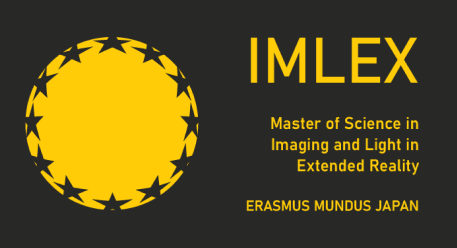 IMLEX
Master of Science in
Imaging and Light in
Extended Reality
ERASMUS MUNDUS JAPAN